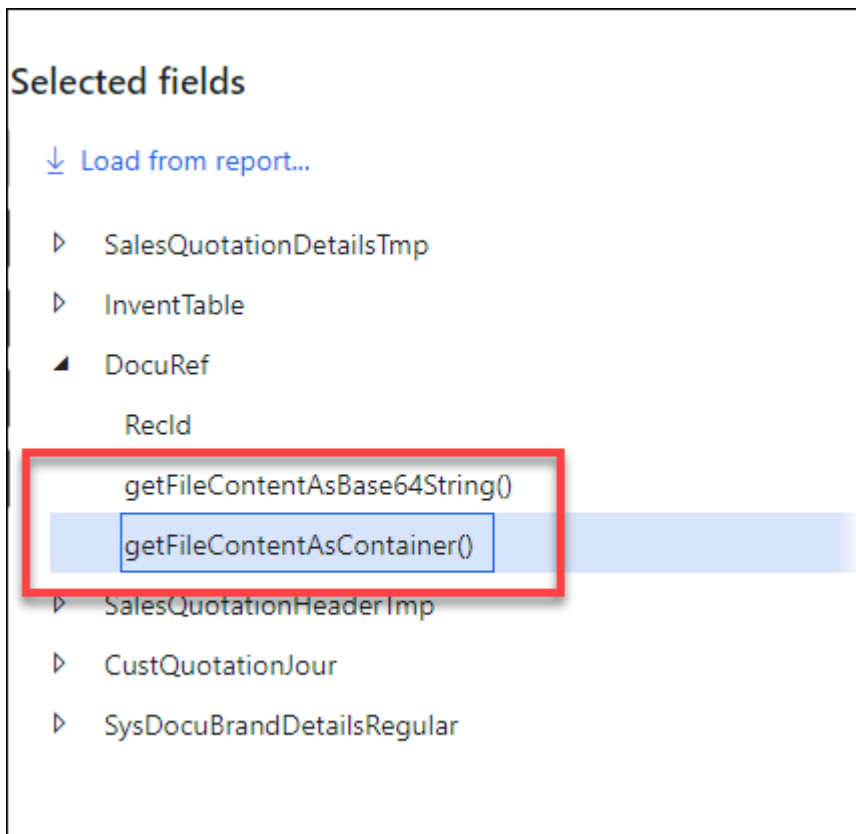 Selected fields
Load from report...
SalesQuotationDetailsTmp
InventTable
DocuRef
RecId
getFileContentAsBase64String()
getFileContentAsContainer()
SalesQuotationHeaderTmp
CustQuotationJour
SysDocuBrandDetailsRegular